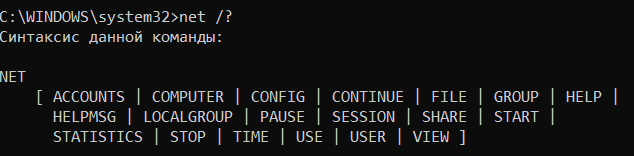 C:\WINDOWS\system32>net /?
Синтаксис данной команды:
NET
[ ACCOUNTS | COMPUTER | CONFIG | CONTINUE | FILE | GROUP | HELP |
HELPMSG | LOCALGROUP | PAUSE | SESSION | SHARE | START |
STATISTICS | STOP | TIME | USE | USER | VIEW ]